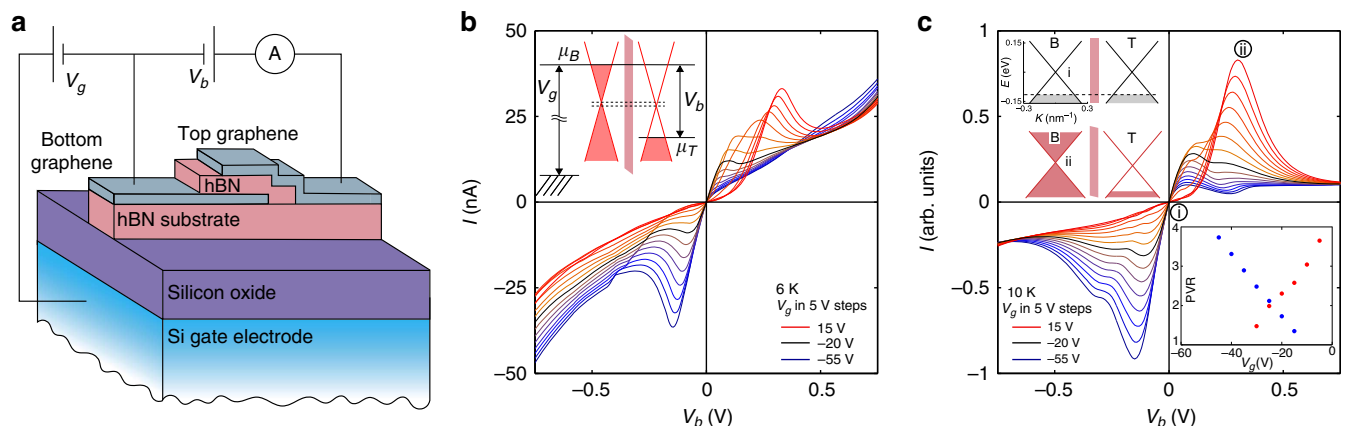 a
V_g
V_b
A
Bottom
graphene
Top graphene
hBN
hBN substrate
Silicon oxide
Si gate electrode
b
50
25
0
−25
−50
I (nA)
μ_B
V_g
V_b
μ_T
6 K
V_g in 5 V steps
15 V
−20 V
−55 V
−0.5
0
0.5
V_b (V)
c
1
0.5
0
−0.5
−1
I (arb. units)
0.15
E (eV)
−0.15
−0.3
0.3
K (nm⁻¹)
B
T
i
B
T
ii
ii
i
10 K
V_g in 5 V steps
15 V
−20 V
−55 V
4
3
2
1
PVR
−60
−40
−20
0
V_g(V)
−0.5
0
0.5
V_b (V)